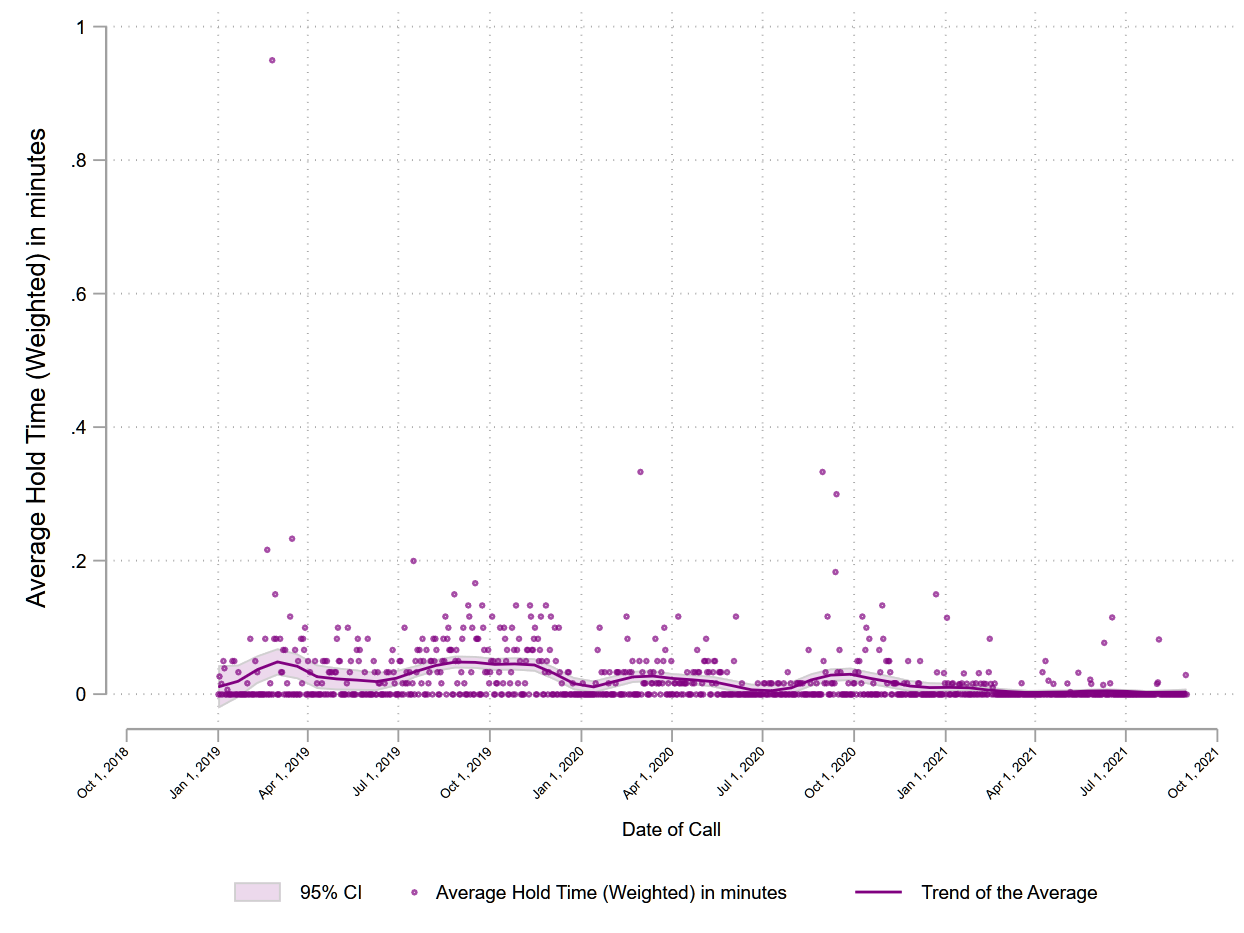 Average Hold Time (Weighted) in minutes
1
.8
.6
.4
.2
0
Oct 1, 2018
Jan 1, 2019
Apr 1, 2019
Jul 1, 2019
Oct 1, 2019
Jan 1, 2020
Apr 1, 2020
Jul 1, 2020
Oct 1, 2020
Jan 1, 2021
Apr 1, 2021
Jul 1, 2021
Oct 1, 2021
Date of Call
95% CI
Average Hold Time (Weighted) in minutes
Trend of the Average